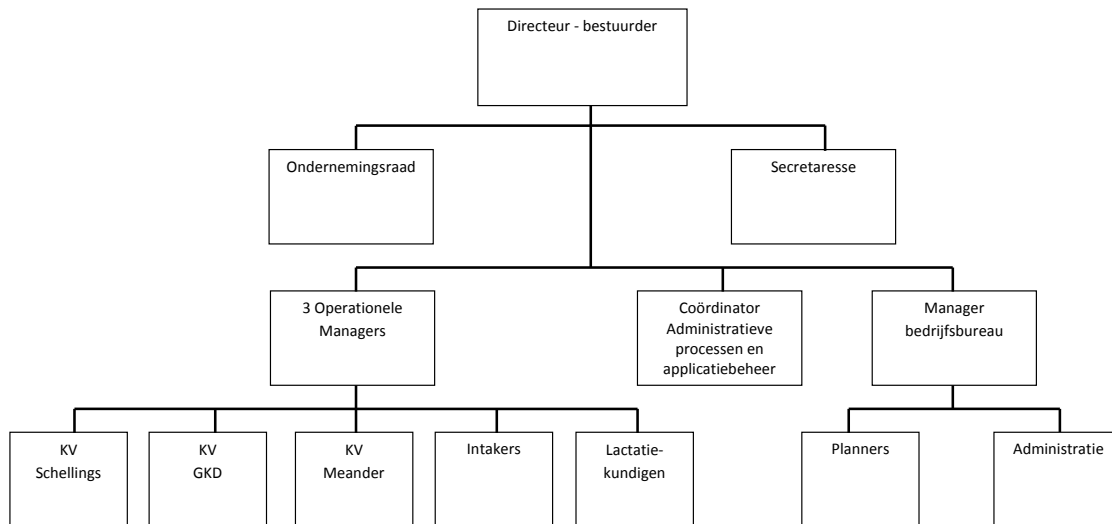 Directeur - bestuurder
Ondernemingsraad
Secretaresse
3 Operationele
Managers
Coördinator
Administratieve
processen en
applicatiebeheer
Manager
bedrijfsbureau
KV
Schellings
KV
GKD
KV
Meander
Intakers
Lactatie-
kundigen
Planners
Administratie